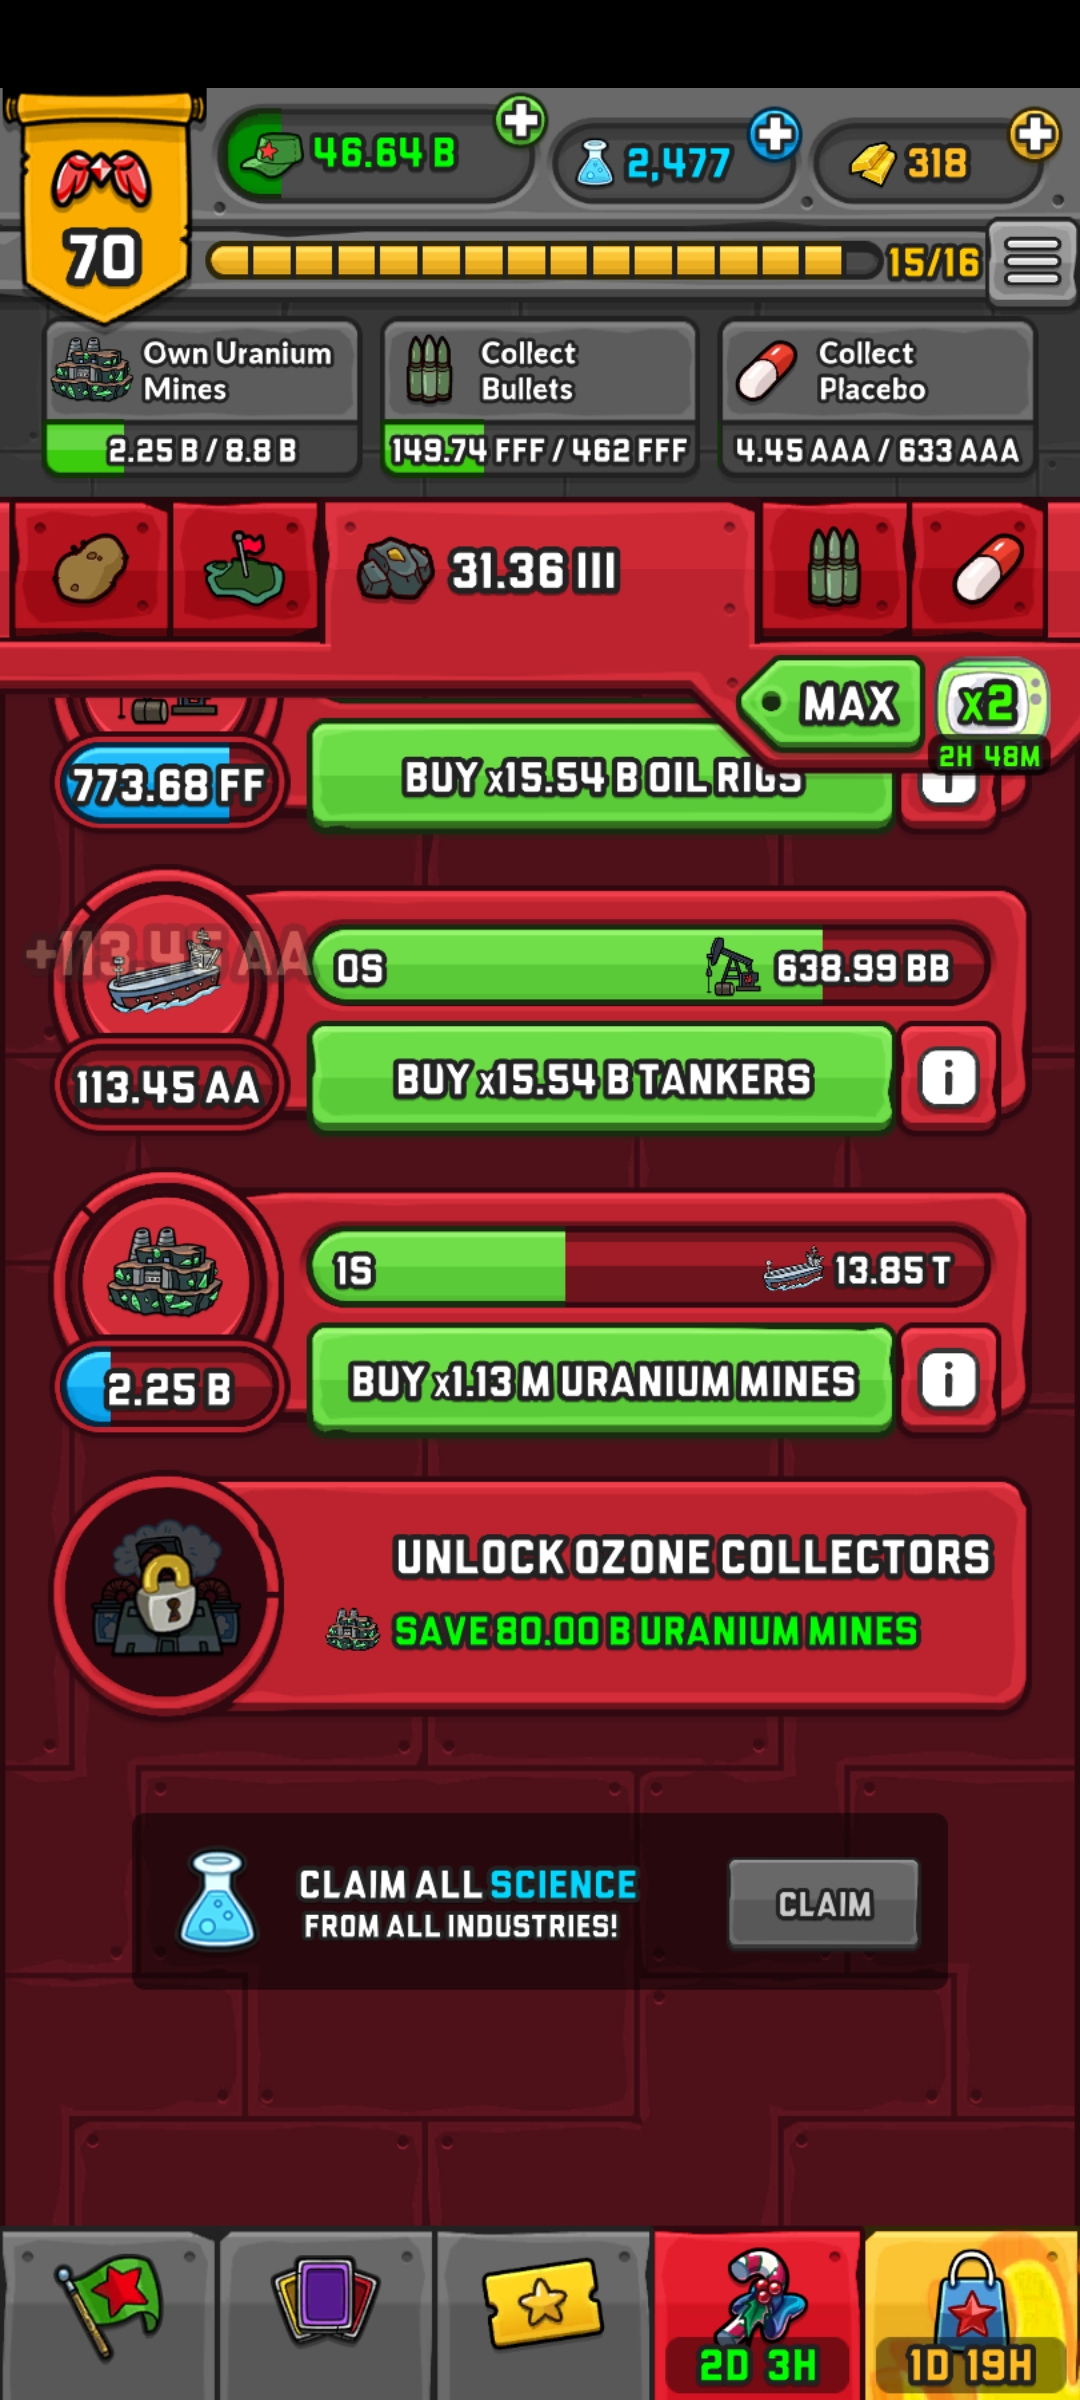 46.64 B
2,477
318
70
15/16
Own Uranium
Mines
2.25 B / 8.8 B
Collect
Bullets
149.74 FFF / 462 FFF
Collect
Placebo
4.45 AAA / 633 AAA
31.36 III
MAX
x2
2H 48M
773.68 FF
BUY x15.54 B OIL RIGS
+113.45 AA
0S
638.99 BB
113.45 AA
BUY x15.54 B TANKERS
i
1S
13.85 T
2.25 B
BUY x1.13 M URANIUM MINES
i
UNLOCK OZONE COLLECTORS
SAVE 80.00 B URANIUM MINES
CLAIM ALL SCIENCE
FROM ALL INDUSTRIES!
CLAIM
2D 3H
1D 19H